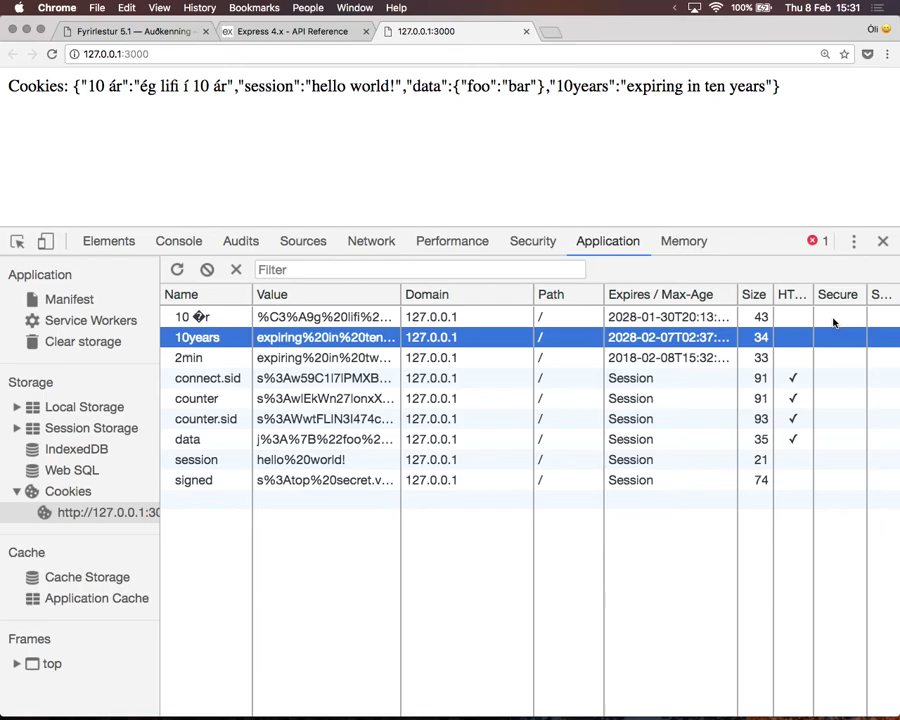 Chrome File Edit View History Bookmarks People Window Help 100% Thu 8 Feb 15:31
Fyrirlestur 5.1 — Auðkenning × ex Express 4.x - API Reference × 127.0.0.1:3000 × Óli
127.0.0.1:3000
Cookies: {"10 ár":"ég lifi í 10 ár","session":"hello world!","data":{"foo":"bar"},"10years":"expiring in ten years"}
Elements Console Audits Sources Network Performance Security Application Memory 1
Application
Manifest
Service Workers
Clear storage
Storage
Local Storage
Session Storage
IndexedDB
Web SQL
Cookies
http://127.0.0.1:30
Cache
Cache Storage
Application Cache
Frames
top
Filter
Name Value Domain Path Expires / Max-Age Size HT... Secure S...
10 �r %C3%A9g%20lifi%2... 127.0.0.1 / 2028-01-30T20:13:... 43
10years expiring%20in%20ten... 127.0.0.1 / 2028-02-07T02:37:... 34
2min expiring%20in%20tw... 127.0.0.1 / 2018-02-08T15:32:... 33
connect.sid 127.0.0.1 / Session 91 ✓
counter 127.0.0.1 / Session 91 ✓
counter.sid 127.0.0.1 / Session 93 ✓
data j%3A%7B%22foo%2... 127.0.0.1 / Session 35 ✓
session hello%20world! 127.0.0.1 / Session 21
signed s%3Atop%20secret.v... 127.0.0.1 / Session 74